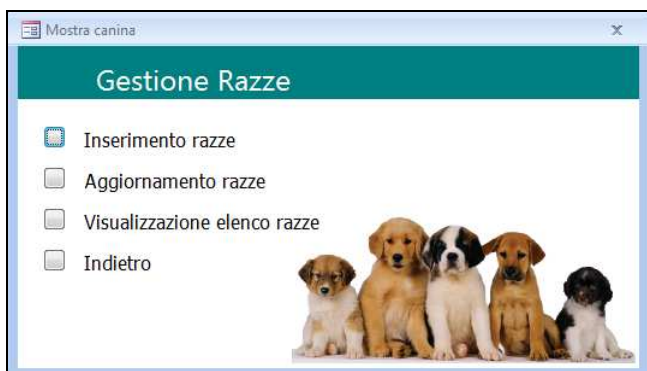 Mostra canina
Gestione Razze
Inserimento razze
Aggiornamento razze
Visualizzazione elenco razze
Indietro